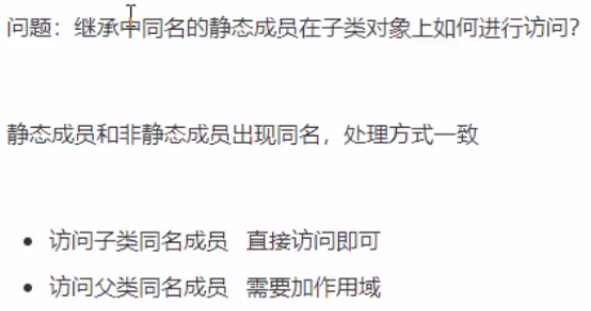 问题：继承中同名的静态成员在子类对象上如何进行访问？
静态成员和非静态成员出现同名，处理方式一致
• 访问子类同名成员 直接访问即可
• 访问父类同名成员 需要加作用域